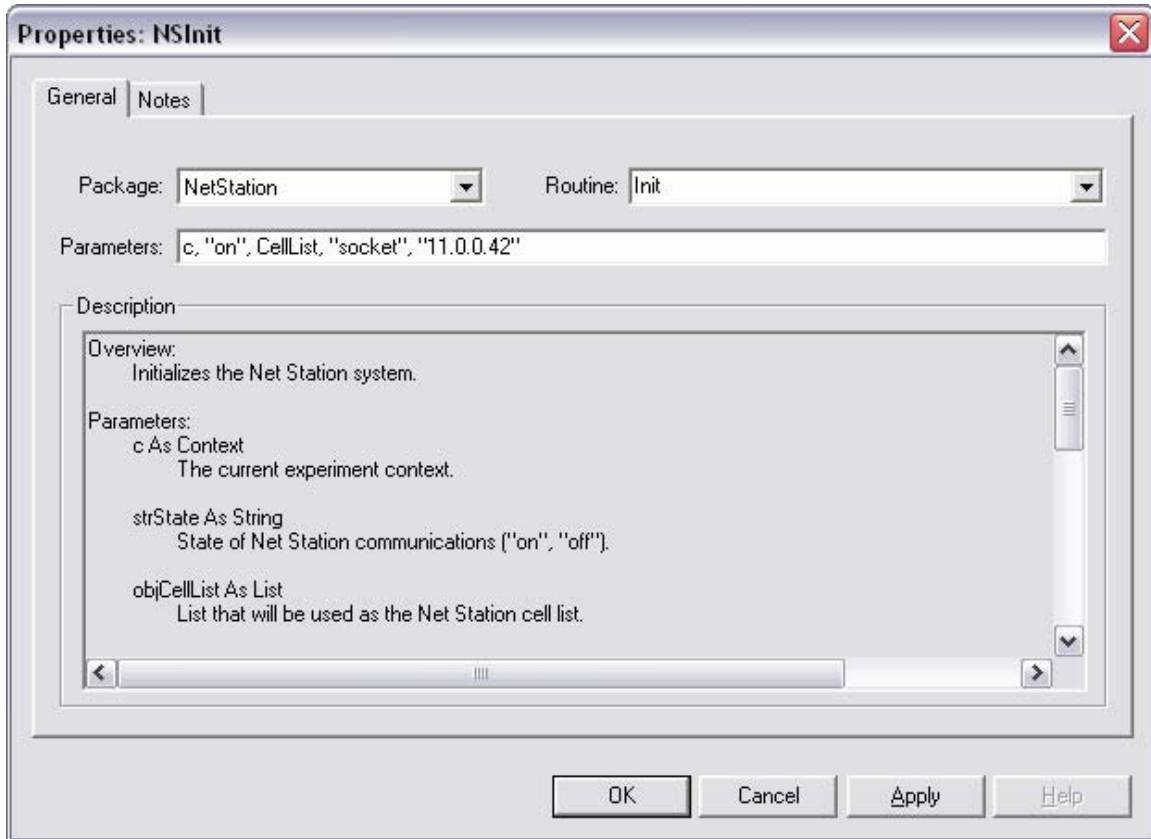 Properties: NSInit
General
Notes
Package: NetStation
Routine: Init
Parameters: c, "on", CellList, "socket", "11.0.0.42"
Description
Overview:
Initializes the Net Station system.
Parameters:
c As Context
The current experiment context.
strState As String
State of Net Station communications ("on", "off").
objCellList As List
List that will be used as the Net Station cell list.
OK
Cancel
Apply
Help